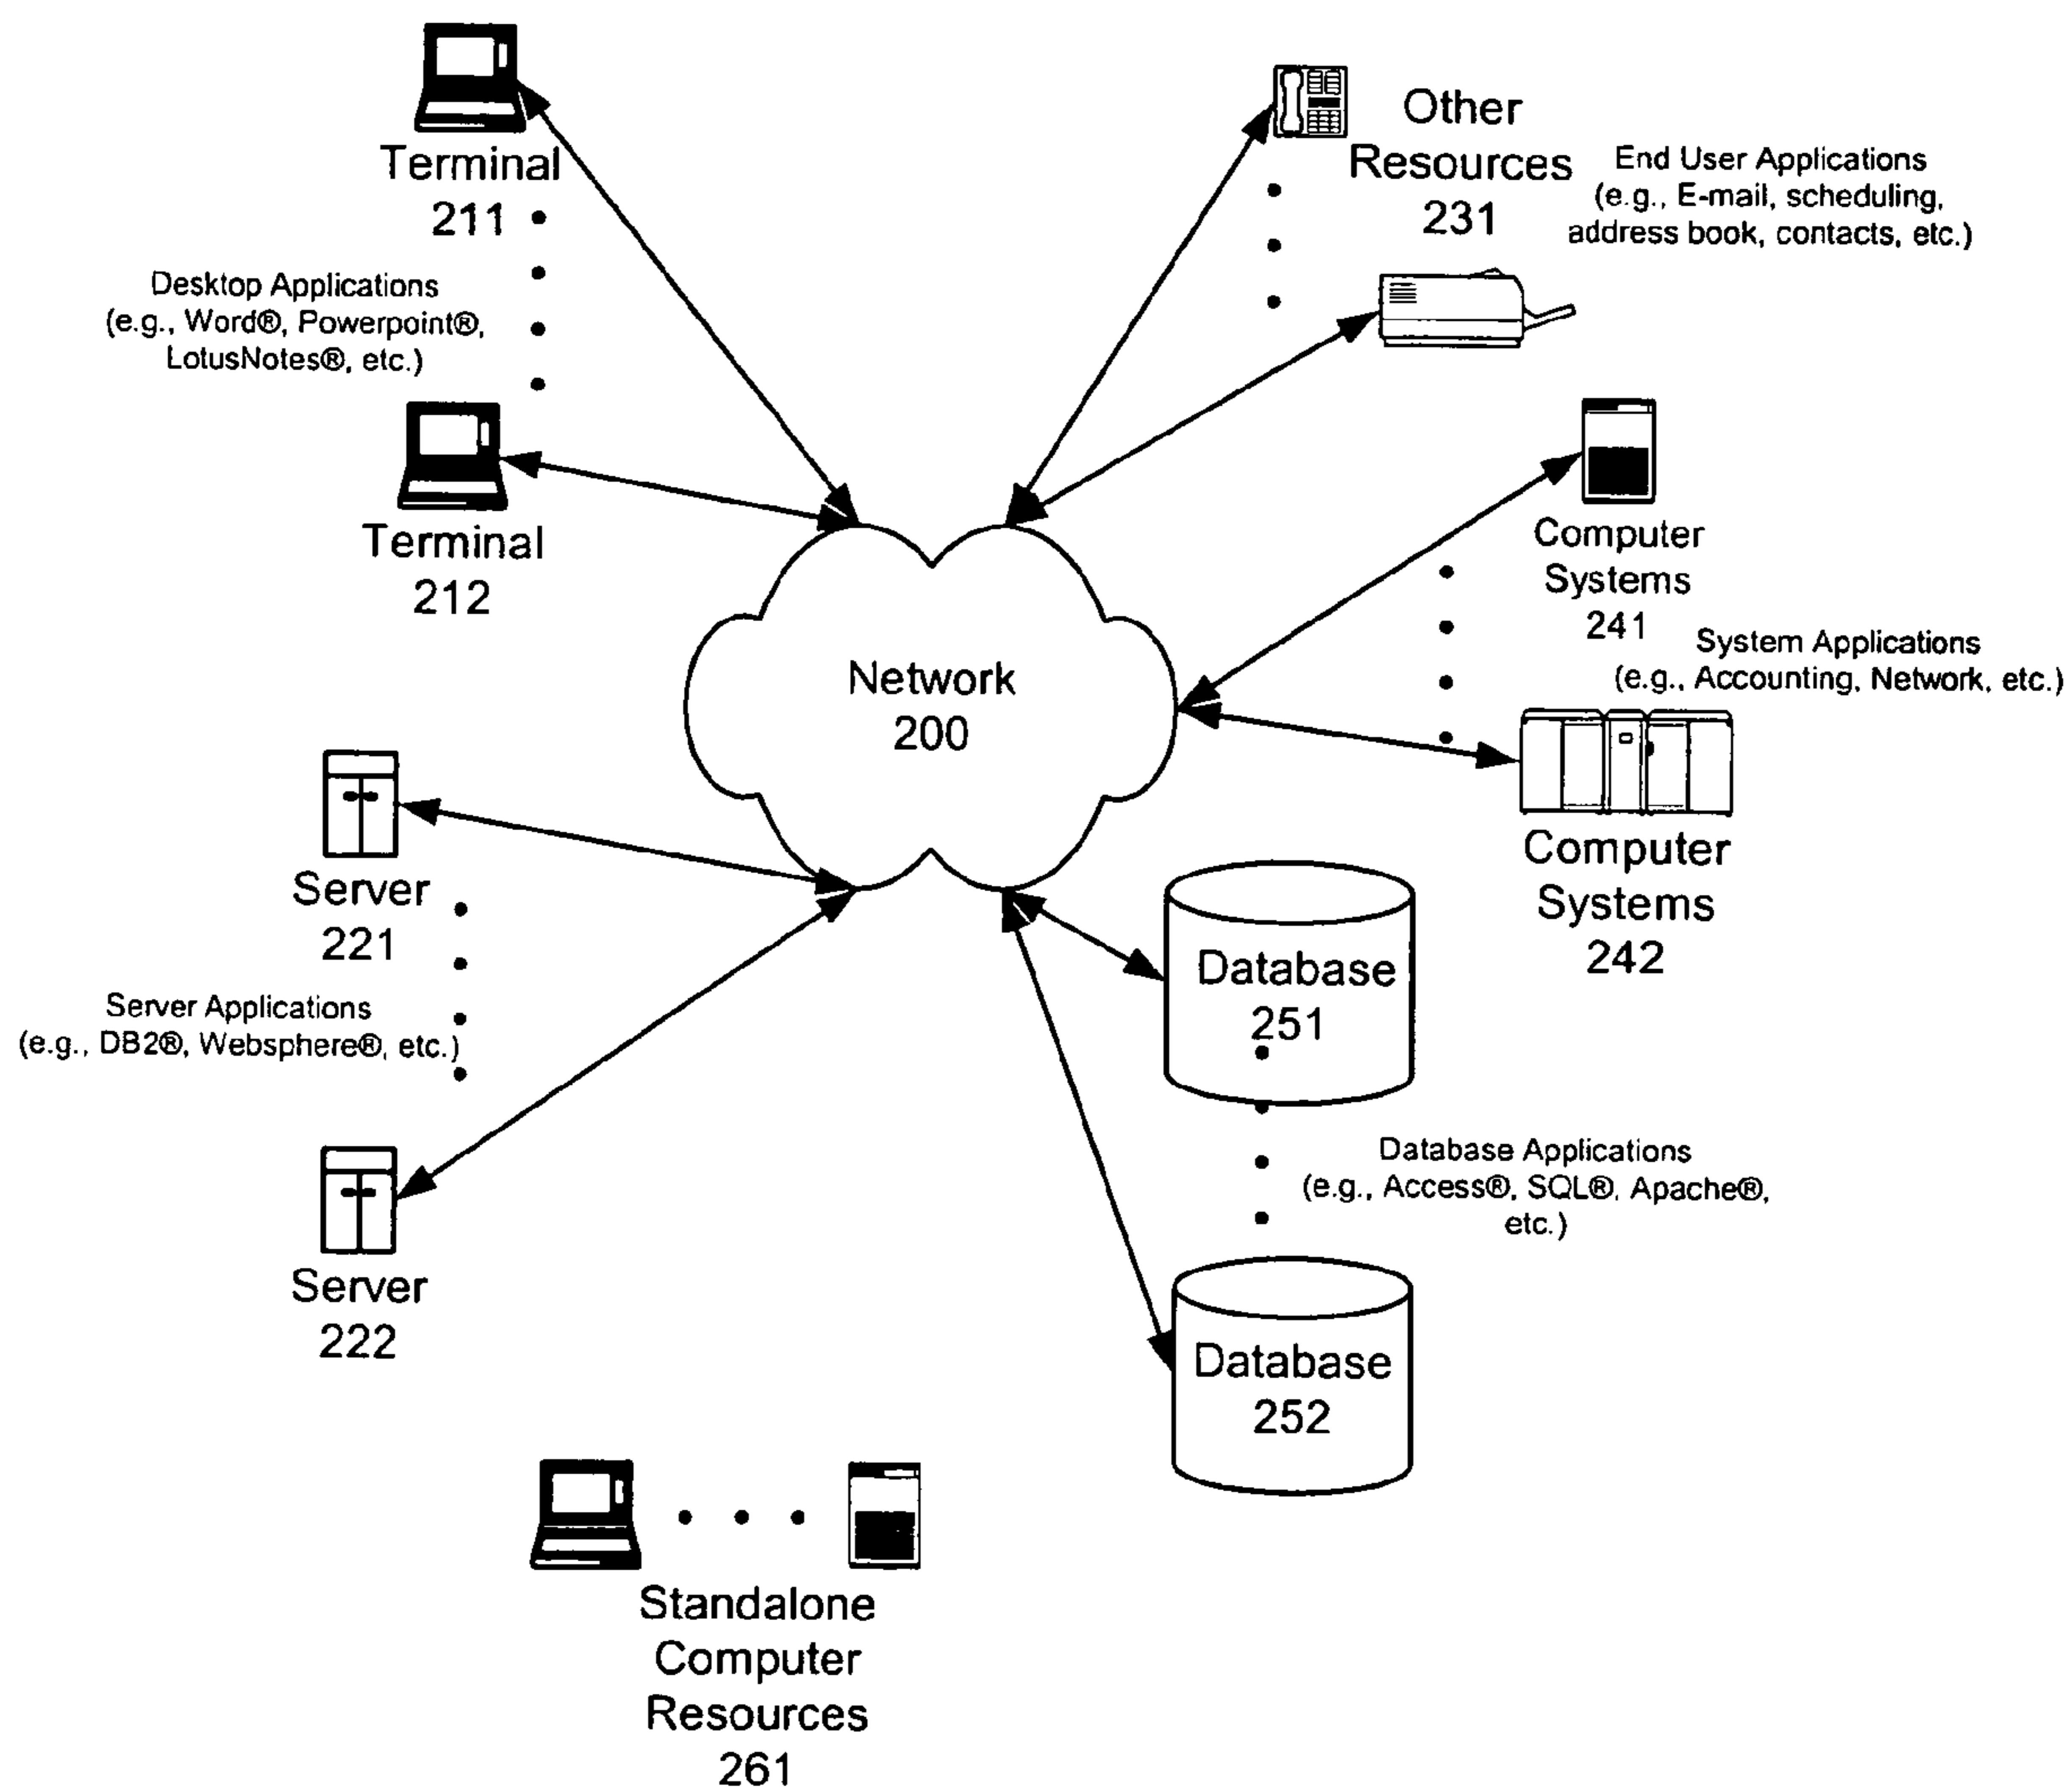 Terminal
211
Desktop Applications
(e.g., Word®, Powerpoint®,
LotusNotes®, etc.)
Terminal
212
Other
Resources
231
End User Applications
(e.g., E-mail, scheduling,
address book, contacts, etc.)
Computer
Systems
241
System Applications
(e.g., Accounting, Network, etc.)
Computer
Systems
242
Network
200
Server
221
Server Applications
(e.g., DB2®, Websphere®, etc.)
Server
222
Database
251
Database Applications
(e.g., Access®, SQL®, Apache®,
etc.)
Database
252
Standalone
Computer
Resources
261